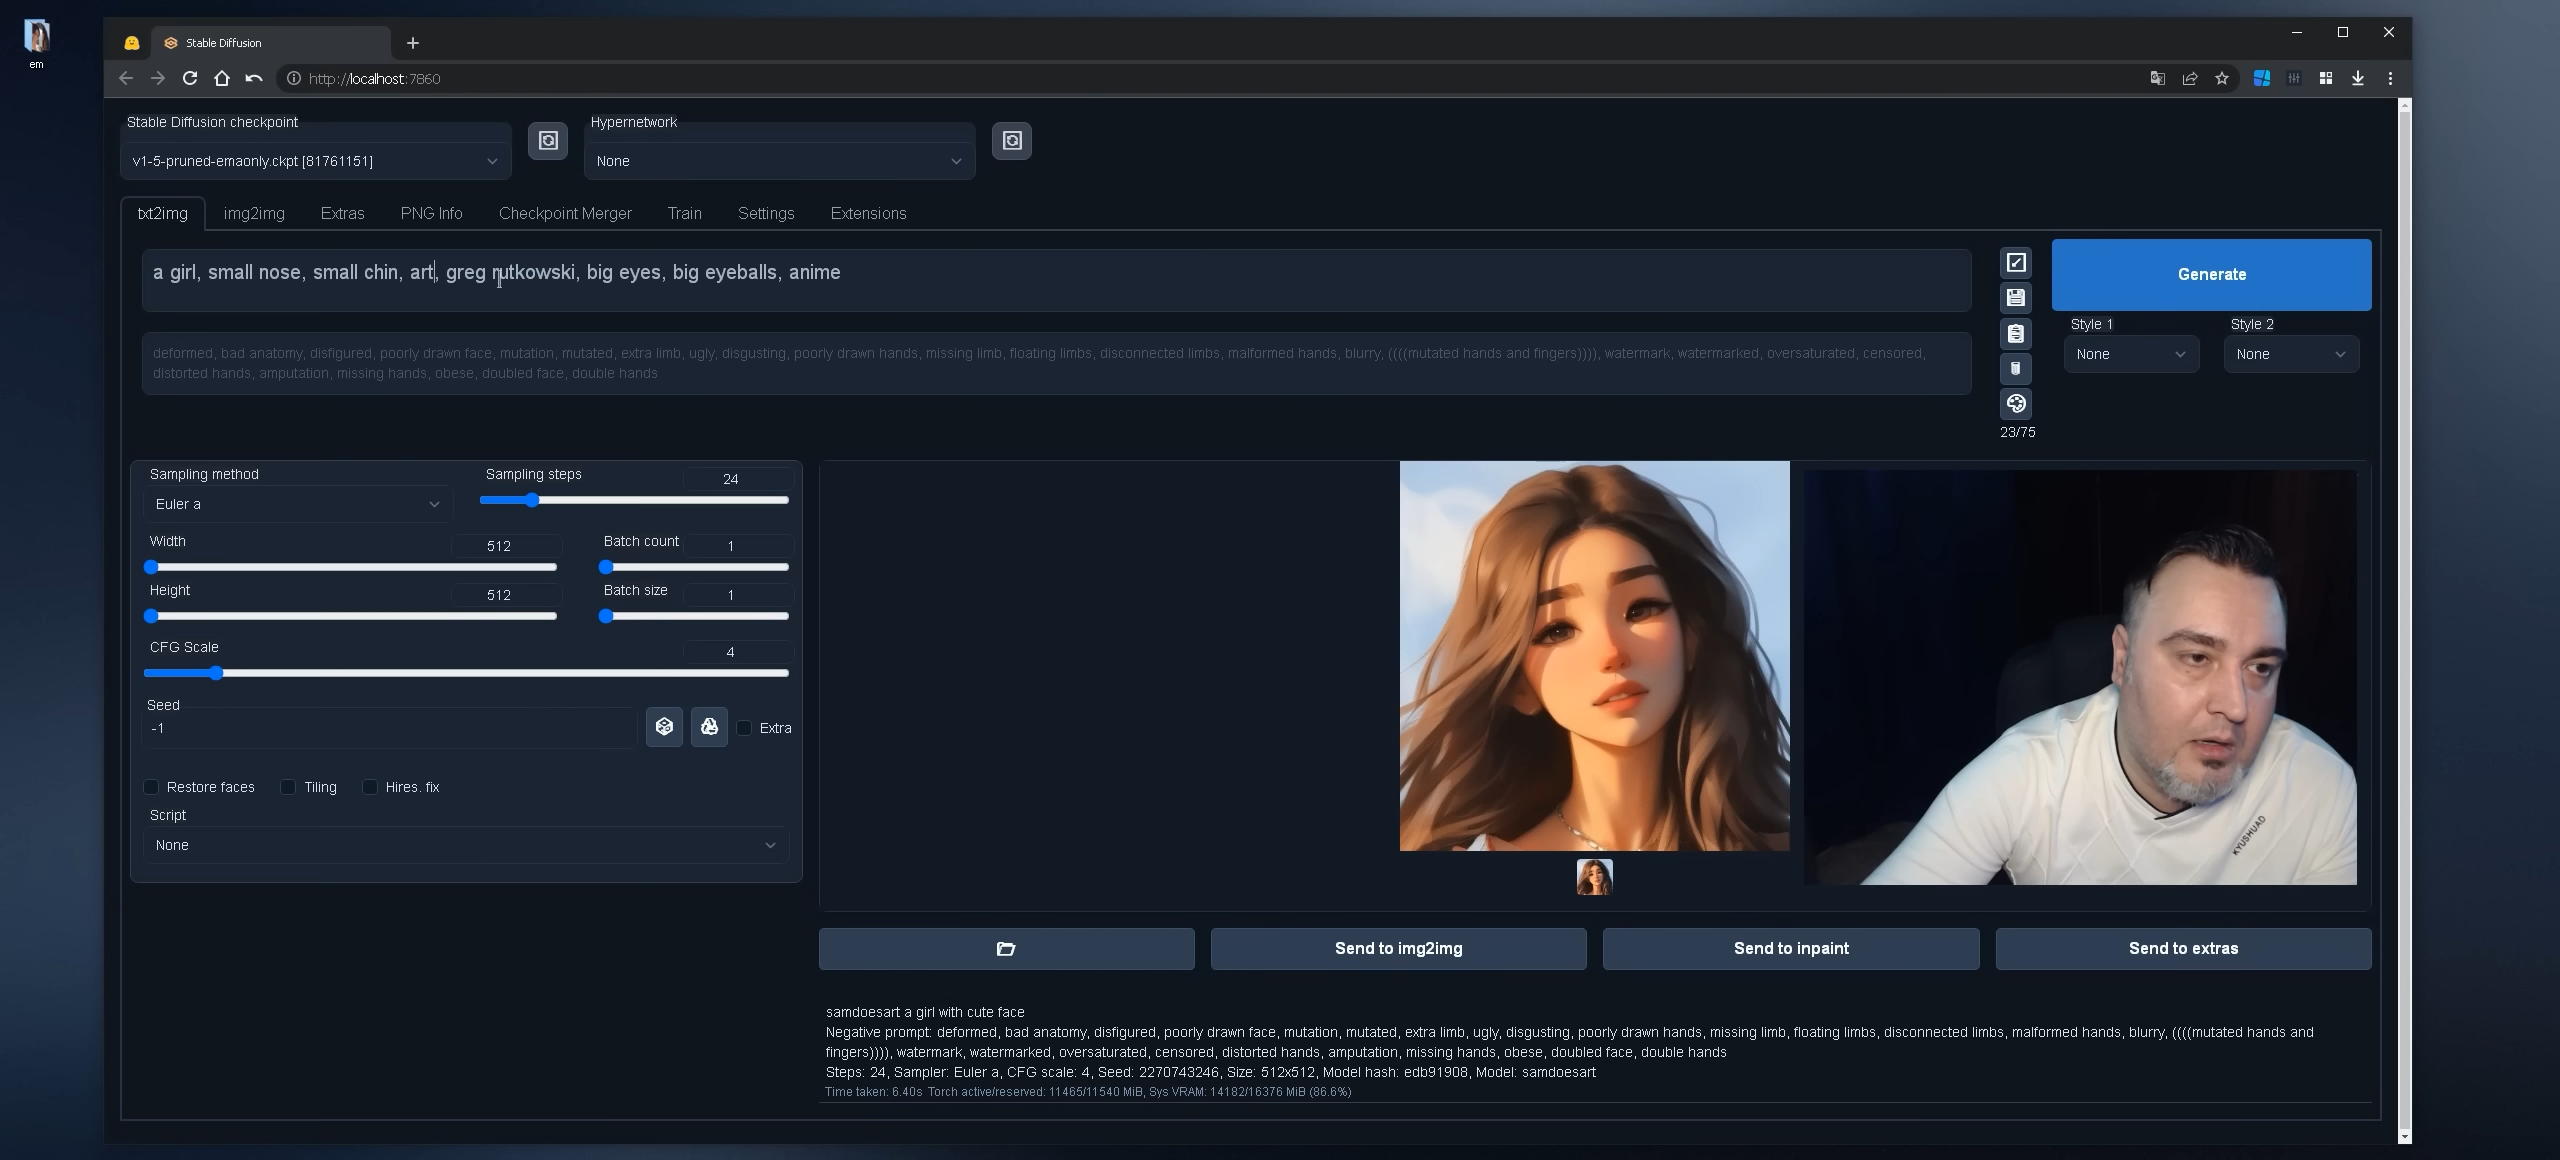 em
Stable Diffusion
http://localhost:7860
Stable Diffusion checkpoint
Hypernetwork
v1-5-pruned-emaonly.ckpt [81761151]
None
txt2img
img2img
Extras
PNG Info
Checkpoint Merger
Train
Settings
Extensions
a girl, small nose, small chin, art, greg rutkowski, big eyes, big eyeballs, anime
Generate
Style 1
Style 2
None
None
deformed, bad anatomy, disfigured, poorly drawn face, mutation, mutated, extra limb, ugly, disgusting, poorly drawn hands, missing limb, floating limbs, disconnected limbs, malformed hands, blurry, ((((mutated hands and fingers)))), watermark, watermarked, oversaturated, censored,
distorted hands, amputation, missing hands, obese, doubled face, double hands
23/75
Sampling method
Sampling steps
24
Euler a
Width
512
Batch count
1
Height
512
Batch size
1
CFG Scale
4
Seed
-1
Extra
Restore faces
Tiling
Hires. fix
Script
None
KYUSHUAD
Send to img2img
Send to inpaint
Send to extras
samdoesart a girl with cute face
Negative prompt: deformed, bad anatomy, disfigured, poorly drawn face, mutation, mutated, extra limb, ugly, disgusting, poorly drawn hands, missing limb, floating limbs, disconnected limbs, malformed hands, blurry, ((((mutated hands and
fingers)))), watermark, watermarked, oversaturated, censored, distorted hands, amputation, missing hands, obese, doubled face, double hands
Steps: 24, Sampler: Euler a, CFG scale: 4, Seed: 2270743246, Size: 512x512, Model hash: edb91908, Model: samdoesart
Time taken: 6.40s Torch active/reserved: 11465/11540 MiB, Sys VRAM: 14182/16376 MiB (86.6%)